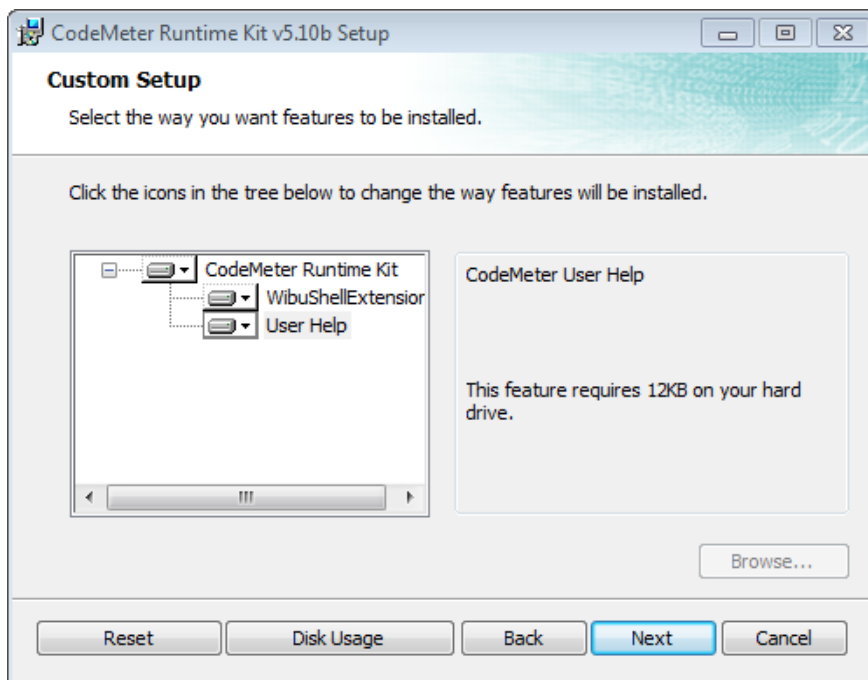 CodeMeter Runtime Kit v5.10b Setup
Custom Setup
Select the way you want features to be installed.
Click the icons in the tree below to change the way features will be installed.
CodeMeter Runtime Kit
WibuShellExtension
User Help
CodeMeter User Help
This feature requires 12KB on your hard
drive.
Browse...
Reset
Disk Usage
Back
Next
Cancel